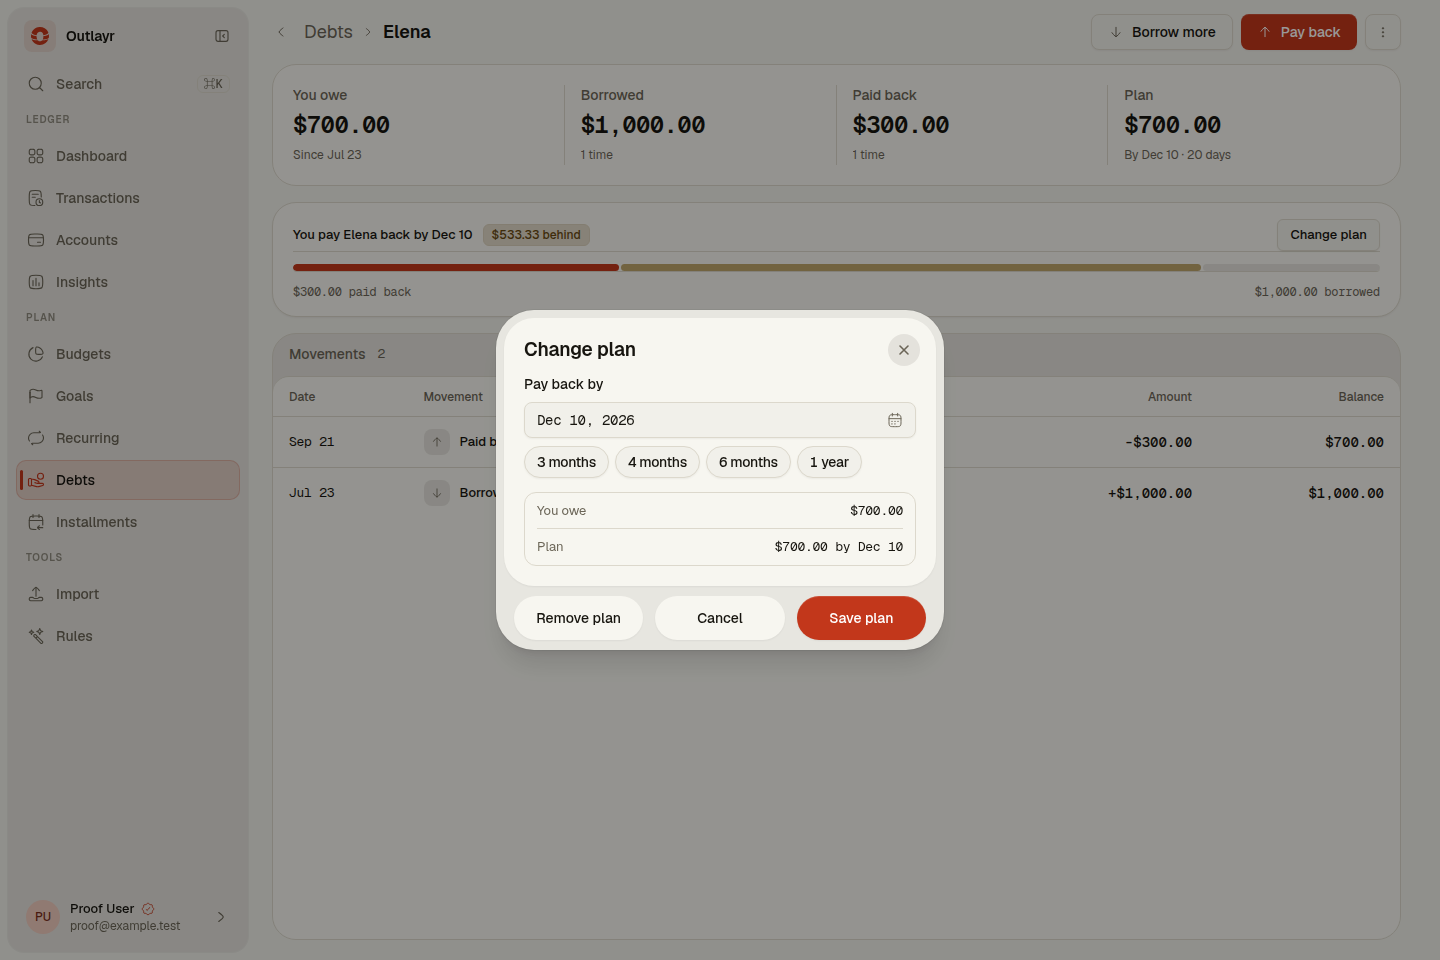 Outlayr
Debts
Elena
Borrow more
Pay back
Search
⌘K
LEDGER
Dashboard
Transactions
Accounts
Insights
PLAN
Budgets
Goals
Recurring
Debts
Installments
TOOLS
Import
Rules
PU
Proof User
proof@example.test
You owe
$700.00
Since Jul 23
Borrowed
$1,000.00
1 time
Paid back
$300.00
1 time
Plan
$700.00
By Dec 10 · 20 days
You pay Elena back by Dec 10
$533.33 behind
Change plan
$300.00 paid back
$1,000.00 borrowed
Movements 2
Date Movement Amount Balance
Sep 21 Paid b -$300.00 $700.00
Jul 23 Borrow +$1,000.00 $1,000.00
Change plan
Pay back by
Dec 10, 2026
3 months
4 months
6 months
1 year
You owe $700.00
Plan $700.00 by Dec 10
Remove plan
Cancel
Save plan